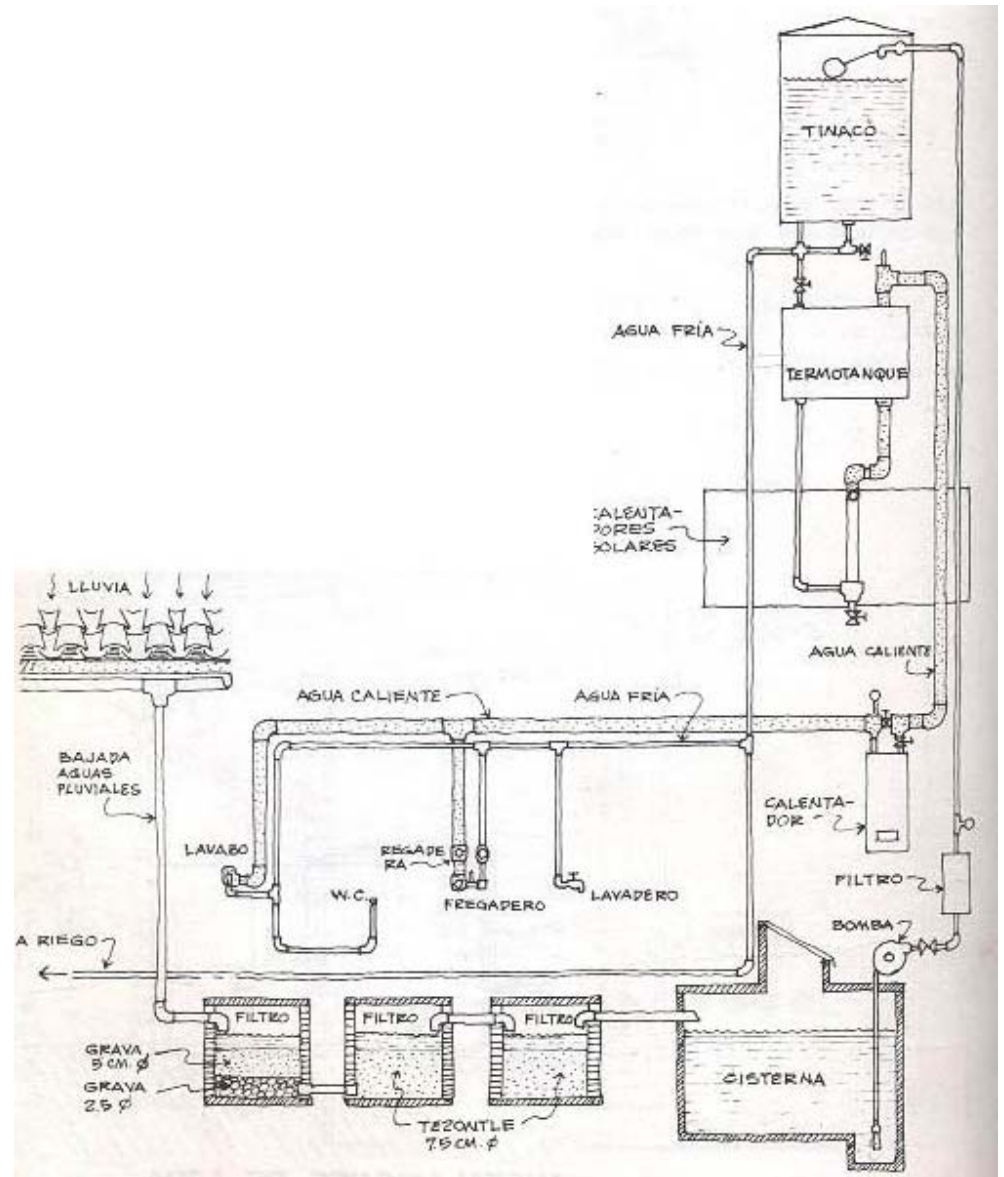 TINACO
AGUA FRÍA
TERMOTANQUE
CALENTA-
DORES
SOLARES
LLUVIA
AGUA CALIENTE
AGUA CALIENTE
AGUA FRÍA
BAJADA
AGUAS
PLUVIALES
CALENTA-
DOR
LAVABO
REGADE
RA
W.C.
FREGADERO
LAVADERO
FILTRO
BOMBA
A RIEGO
FILTRO
FILTRO
FILTRO
GRAVA
5 CM. Ø
GRAVA
2.5 Ø
CISTERNA
TEZONTLE
7.5 CM. Ø